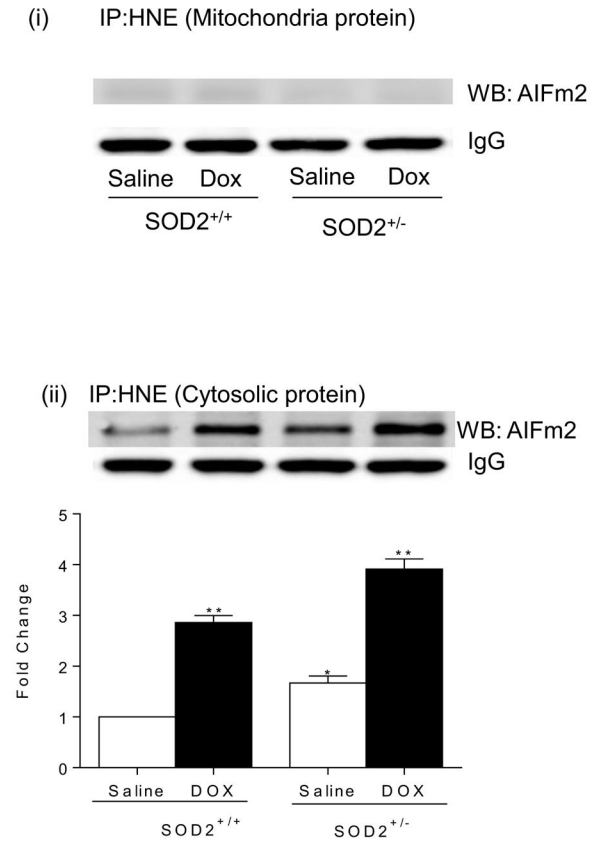 (i) IP:HNE (Mitochondria protein)
WB: AIFm2
IgG
Saline Dox Saline Dox
SOD2+/+ SOD2+/-
(ii) IP:HNE (Cytosolic protein)
WB: AIFm2
IgG
5
4
3
2
1
0
Fold Change
**
*
**
Saline DOX Saline DOX
SOD2+/+ SOD2+/-